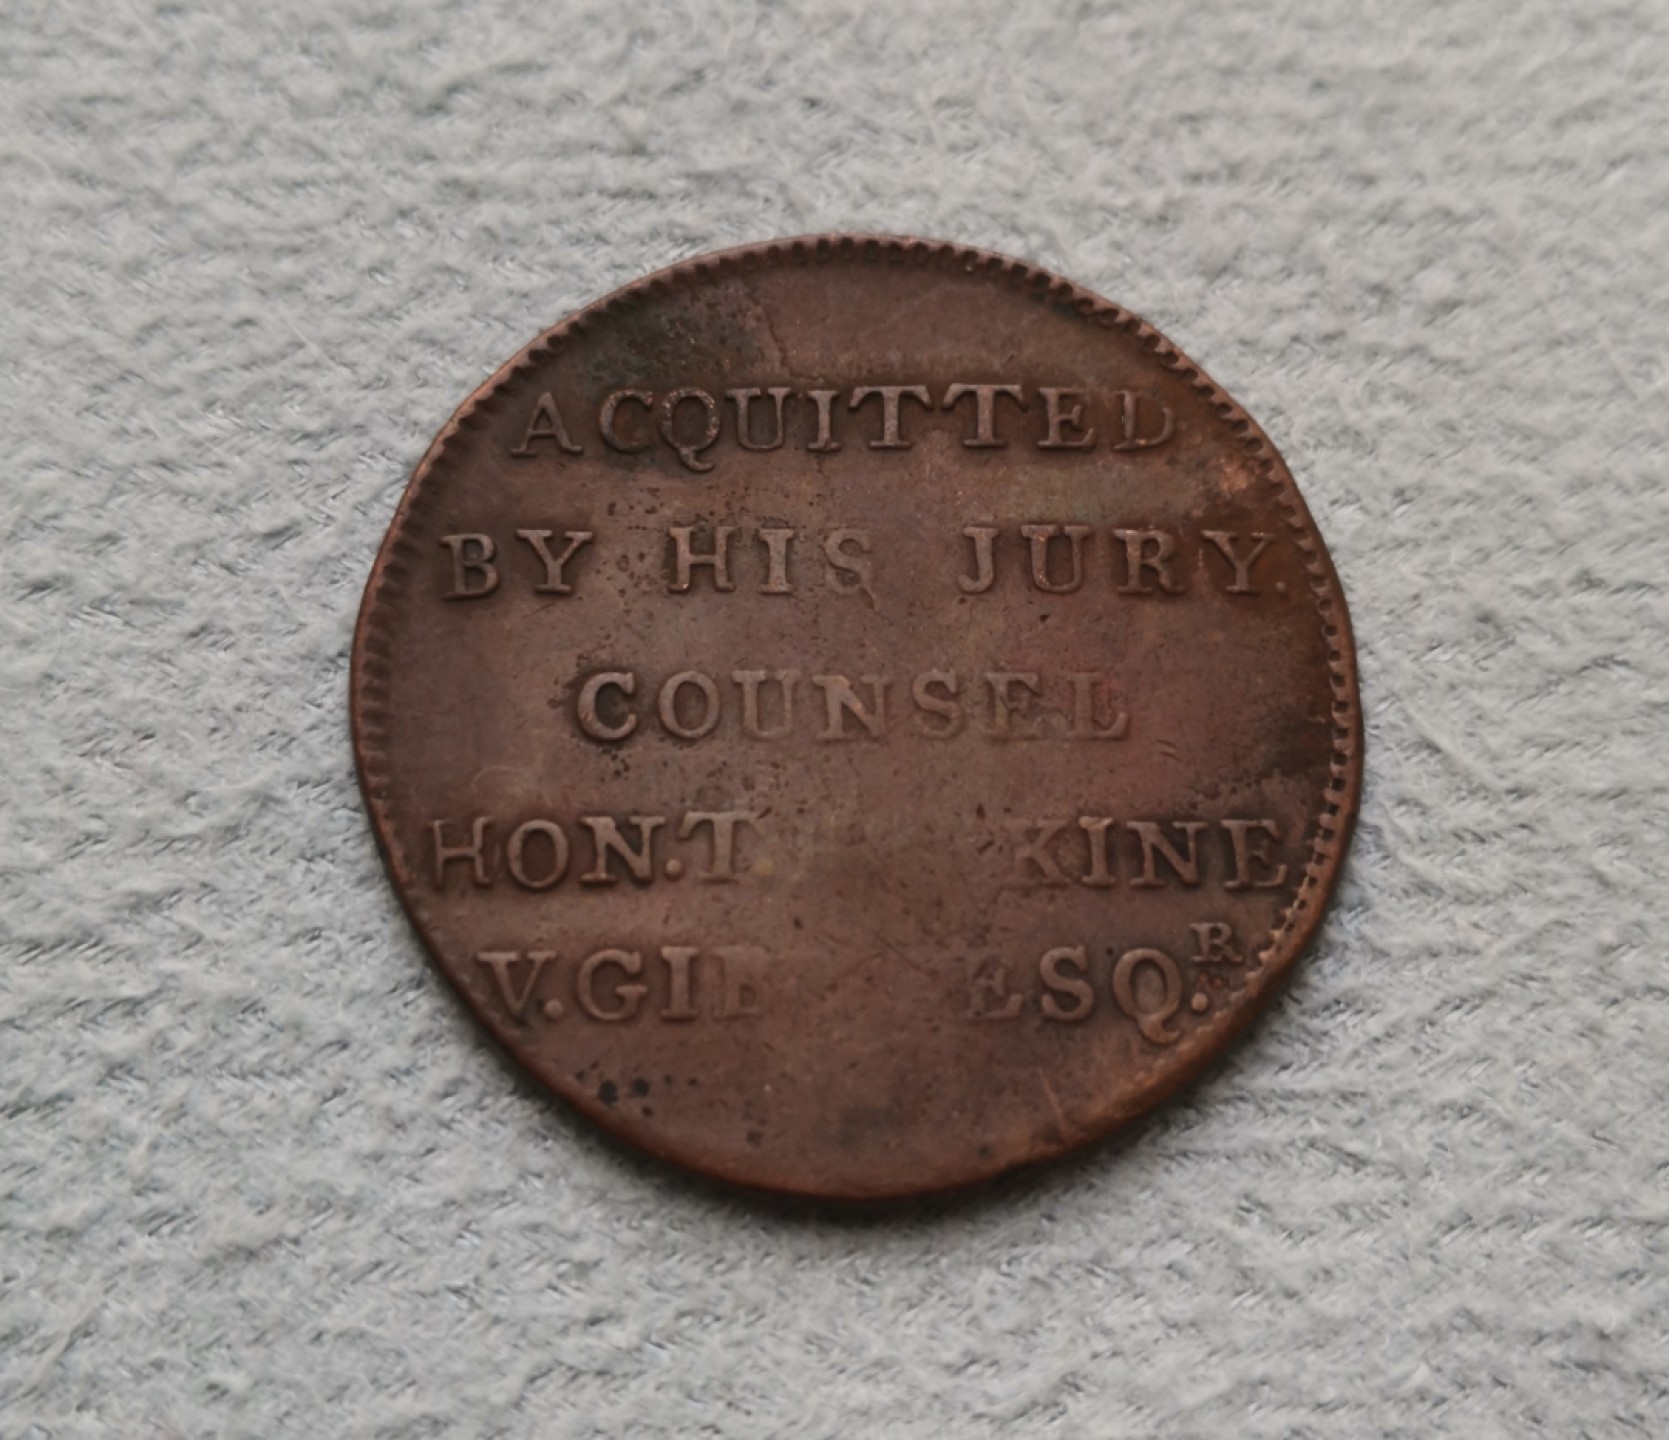 ACQUITTED
BY HIS JURY.
COUNSEL
HON.T KINE
V.GI ESQ.R